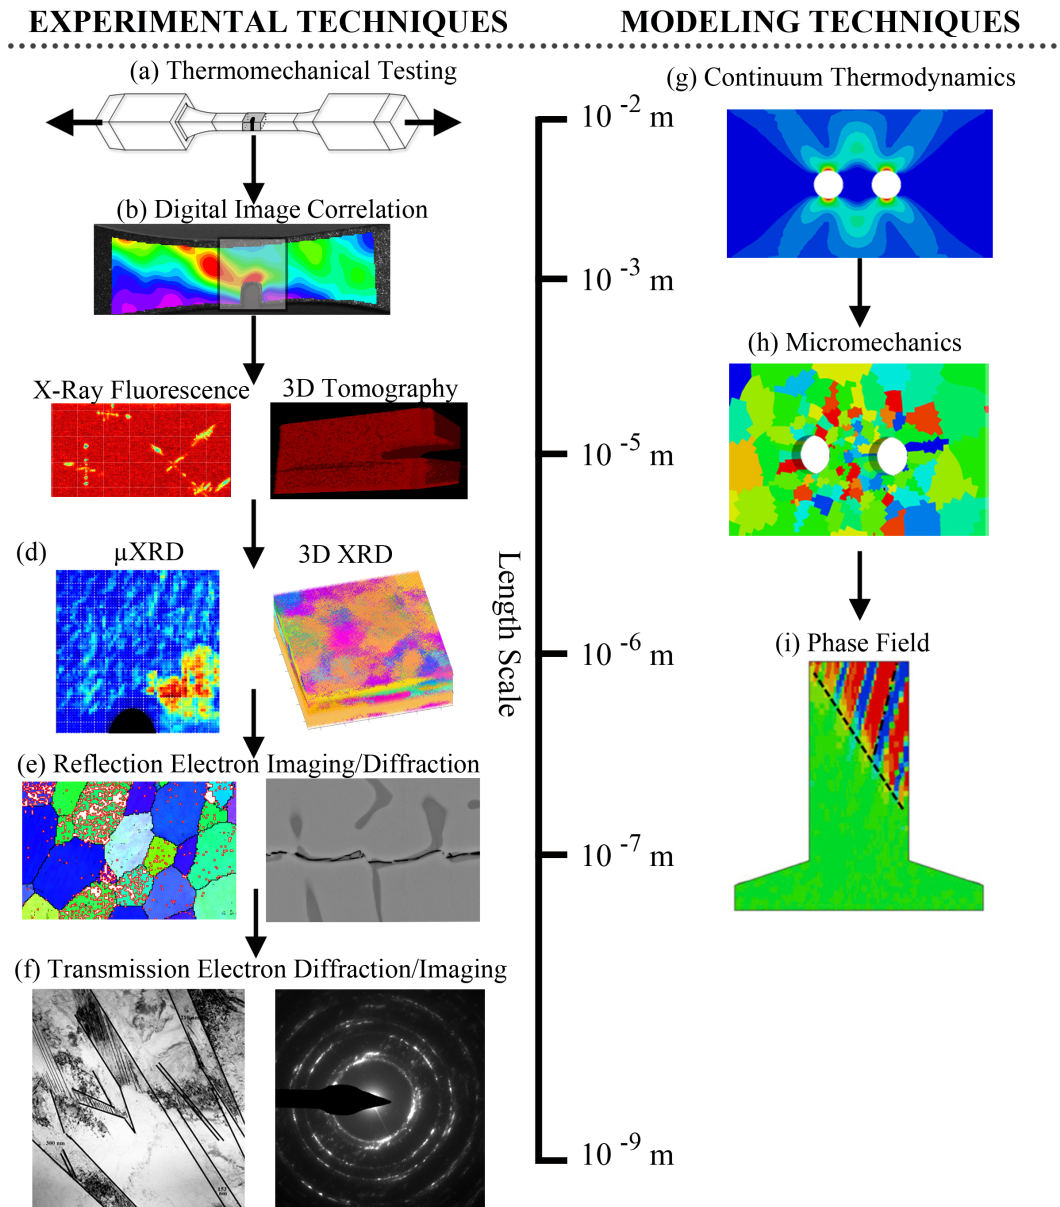 EXPERIMENTAL TECHNIQUES
MODELING TECHNIQUES
(a) Thermomechanical Testing
(b) Digital Image Correlation
X-Ray Fluorescence
3D Tomography
(d)
µXRD
3D XRD
(e) Reflection Electron Imaging/Diffraction
(f) Transmission Electron Diffraction/Imaging
300 nm
152
nm
10 -2 m
10 -3 m
10 -5 m
10 -6 m
10 -7 m
10 -9 m
Length Scale
(g) Continuum Thermodynamics
(h) Micromechanics
(i) Phase Field